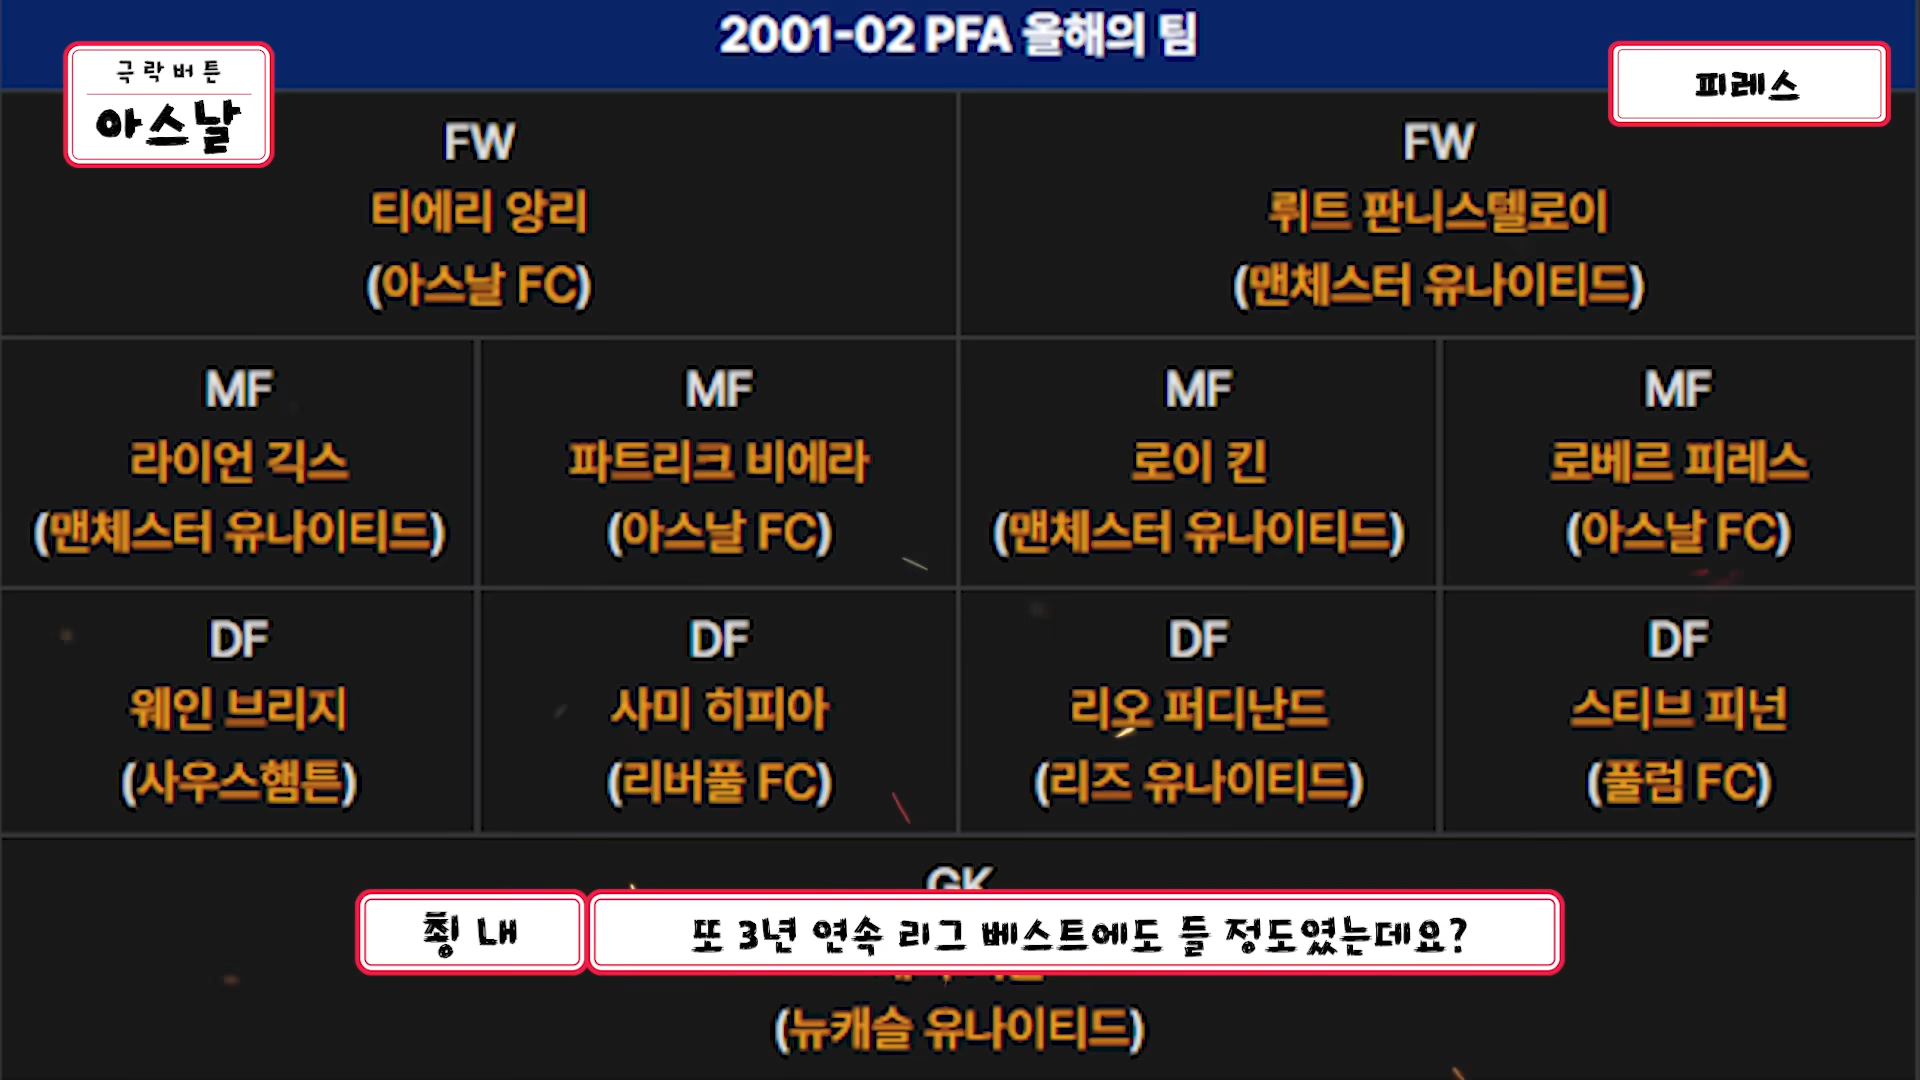 2001-02 PFA 올해의 팀
극락버튼
아스날
피레스
FW
티에리 앙리
(아스날 FC)
FW
뤼트 판니스텔로이
(맨체스터 유나이티드)
MF
라이언 긱스
(맨체스터 유나이티드)
MF
파트리크 비에라
(아스날 FC)
MF
로이 킨
(맨체스터 유나이티드)
MF
로베르 피레스
(아스날 FC)
DF
웨인 브리지
(사우스햄튼)
DF
사미 히피아
(리버풀 FC)
DF
리오 퍼디난드
(리즈 유나이티드)
DF
스티브 피넌
(풀럼 FC)
GK
칗 내
또 3년 연속 리그 베스트에도 들 정도였는데요?
(뉴캐슬 유나이티드)